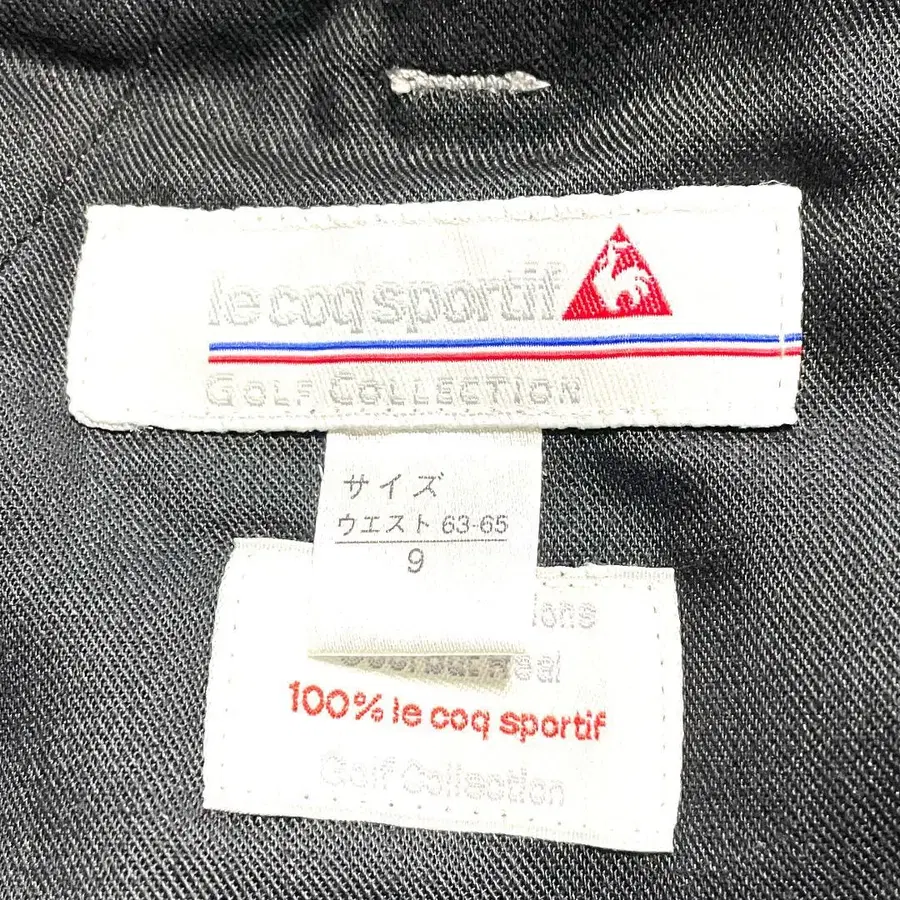 le coq sportif
GOLF COLLECTION
サイズ
ウエスト 63-65
9
100% le coq sportif
Golf Collection